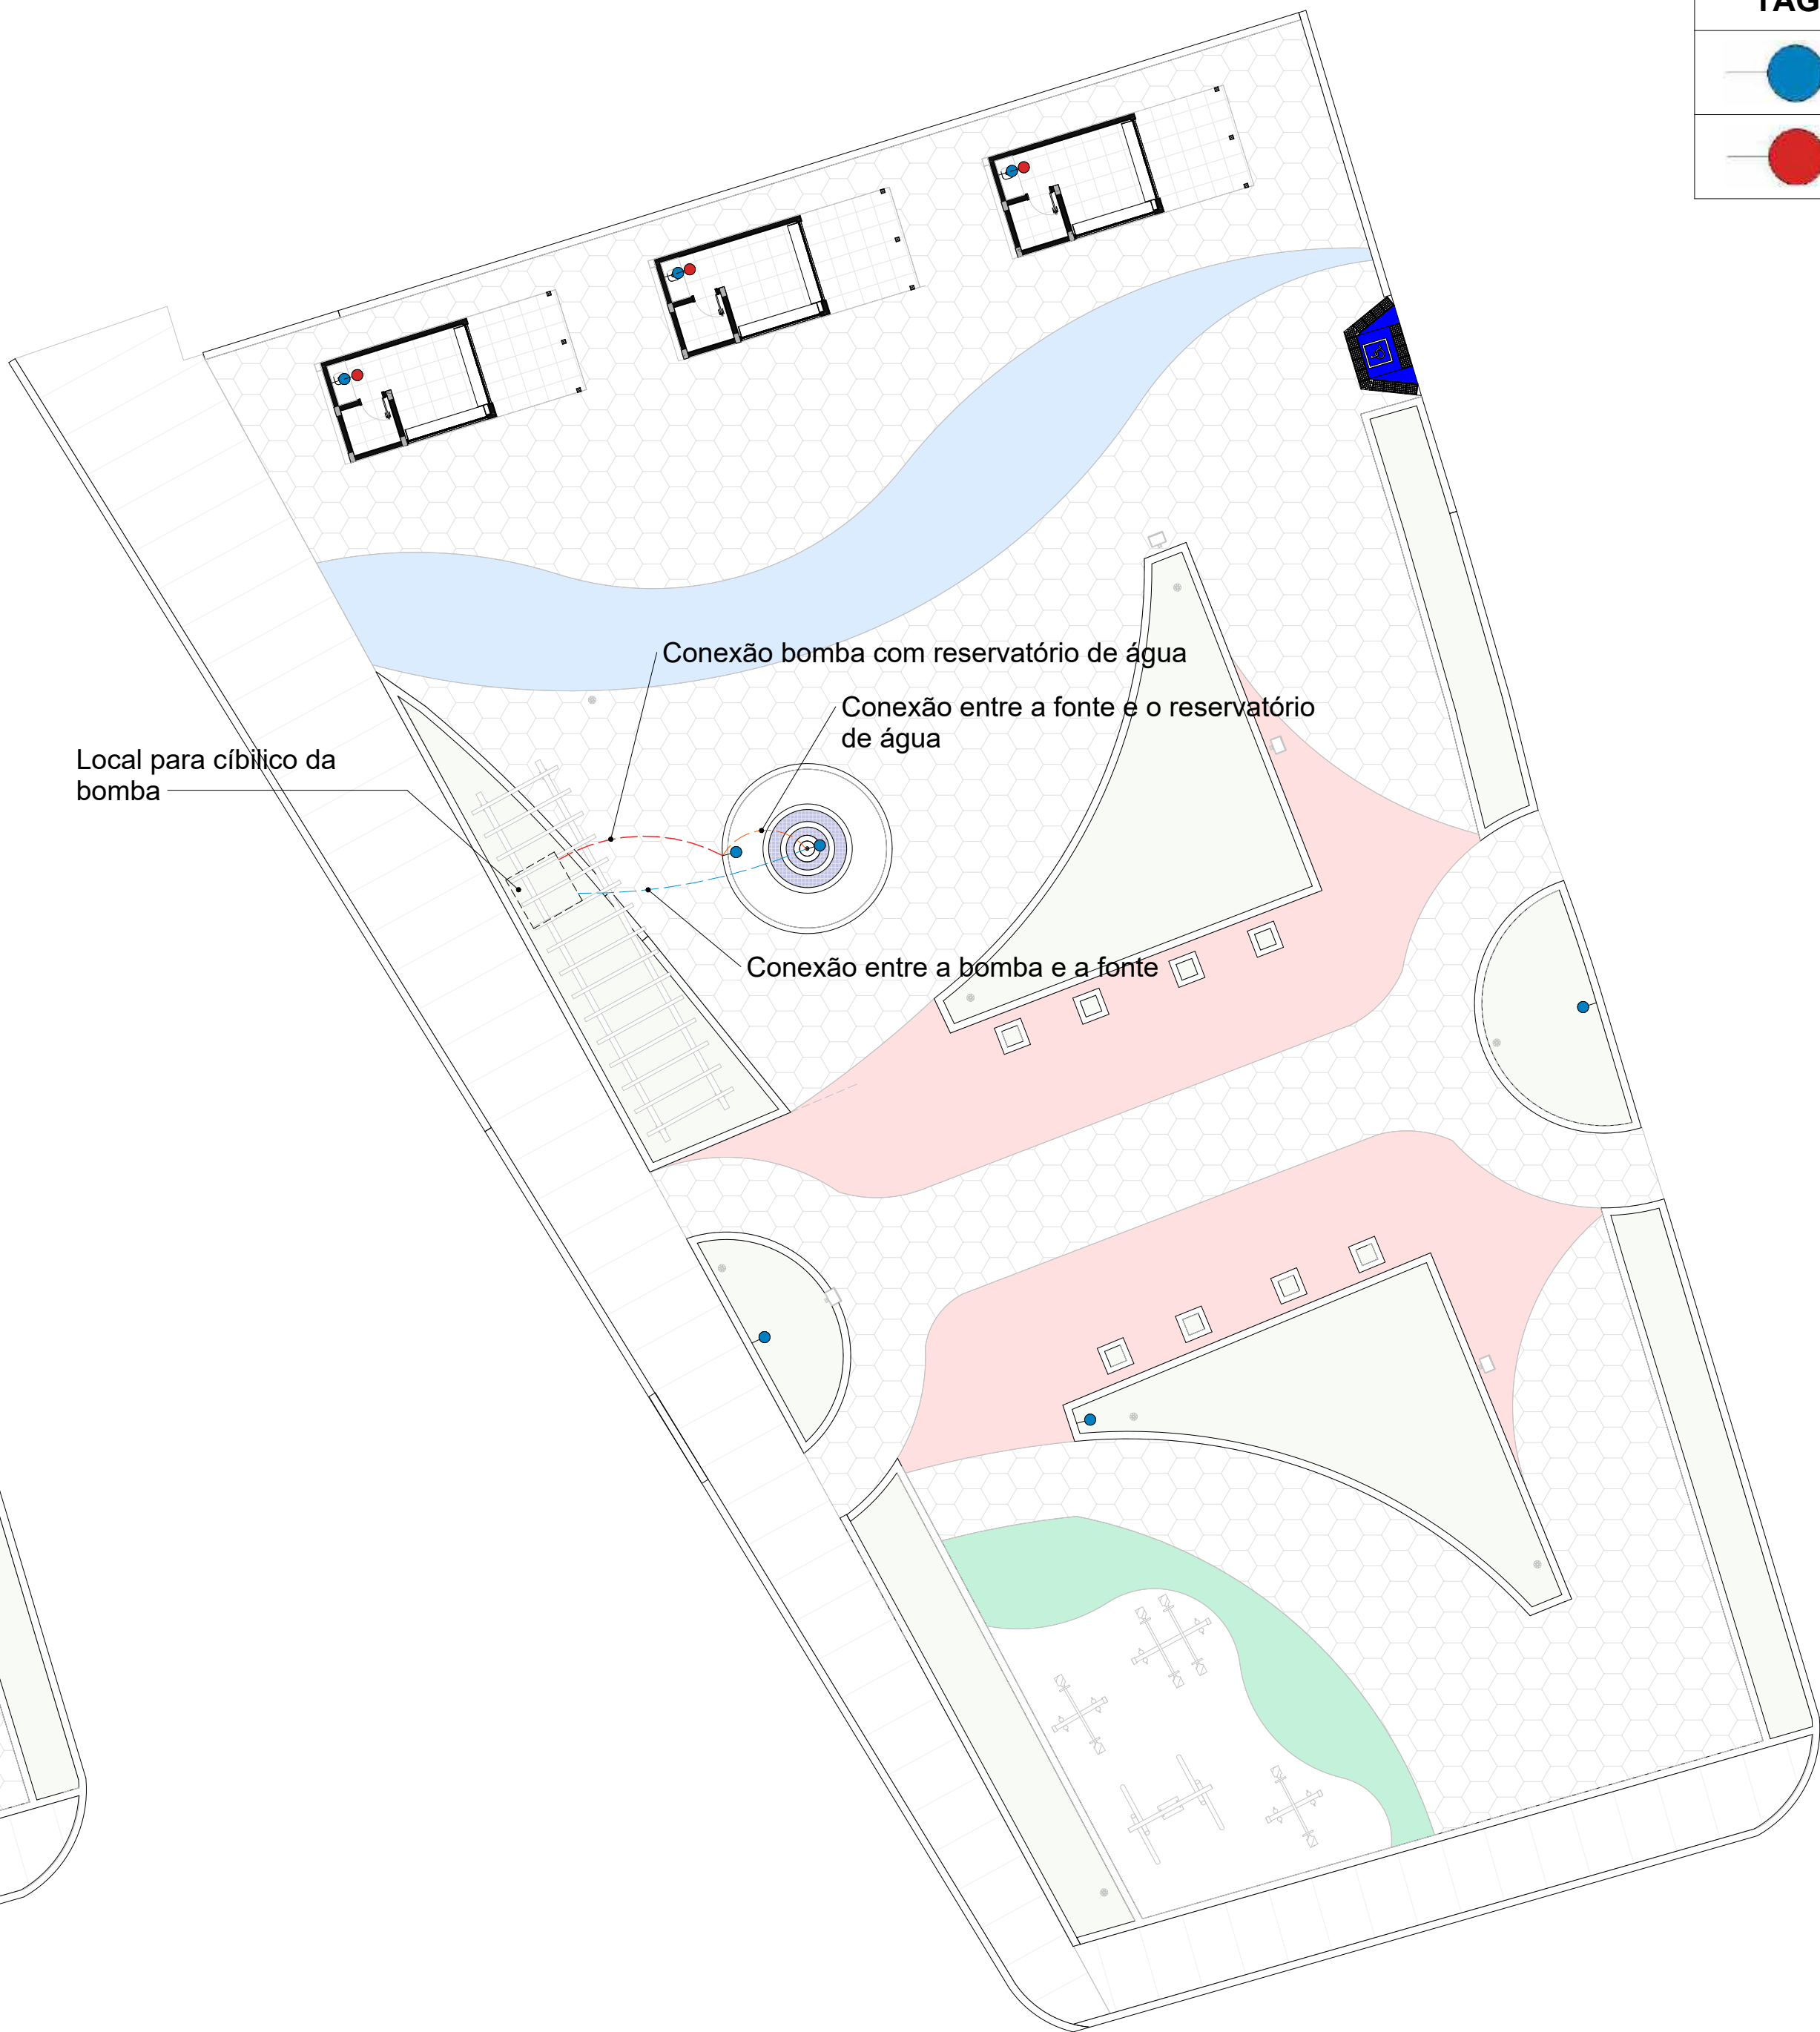 TAG
Conexão bomba com reservatório de água
Conexão entre a fonte e o reservatório
de água
Local para cíbilico da
bomba
Conexão entre a bomba e a fonte